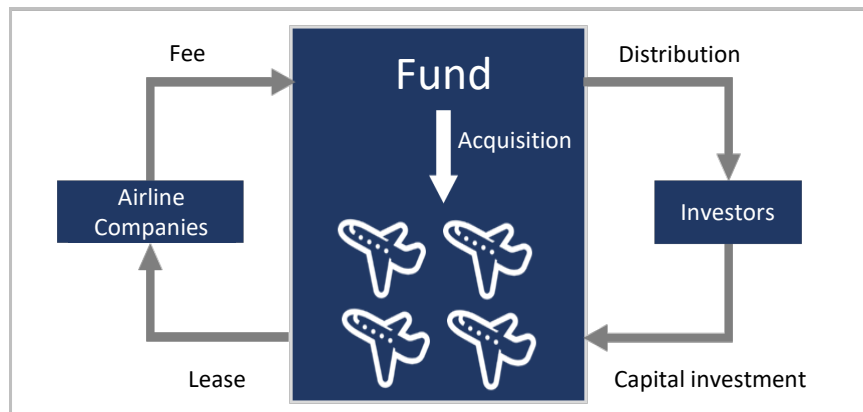 Fee
Fund
Distribution
Acquisition
Airline
Companies
Investors
Lease
Capital investment